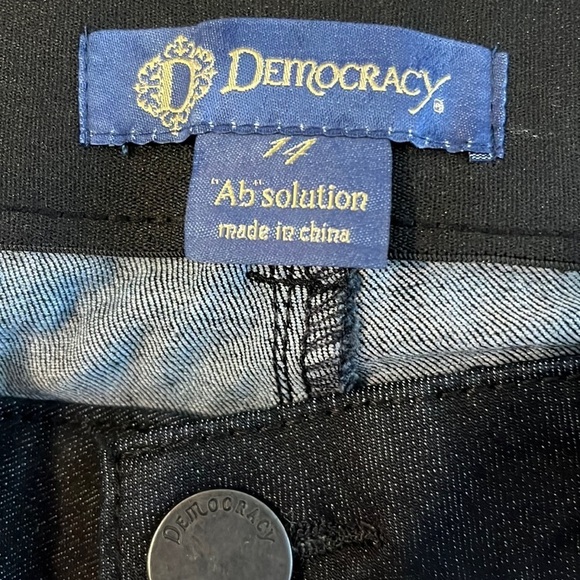 D DEMOCRACY
14
"Ab"solution
made in china
DEMOCRACY